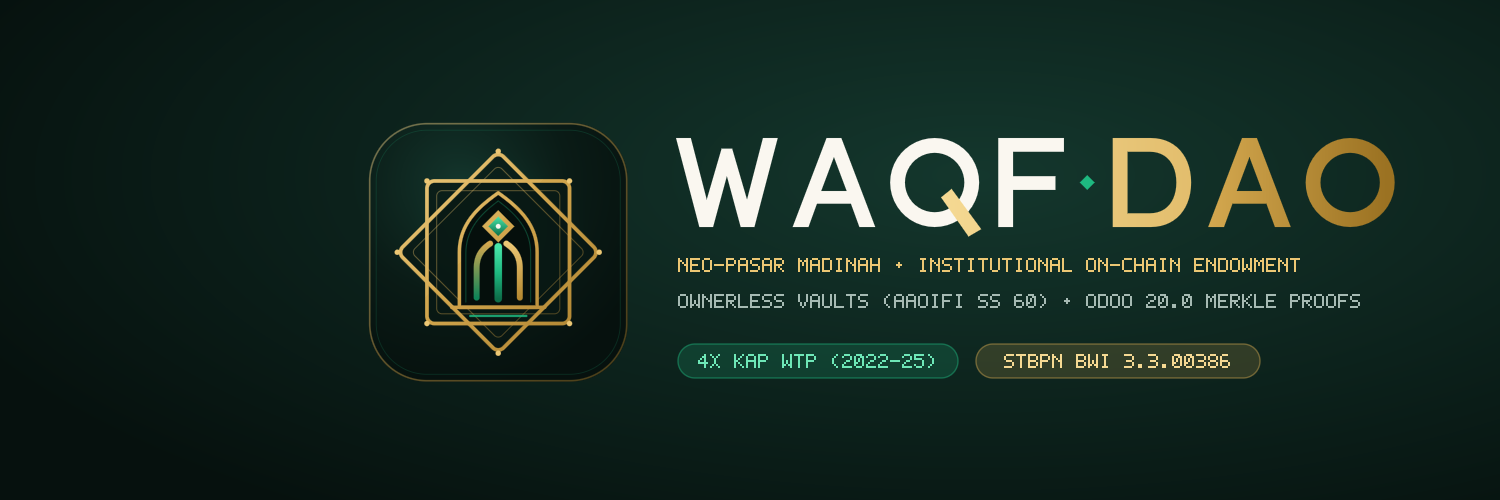 WAQF·DAO
NEO-PASAR MADINAH + INSTITUTIONAL ON-CHAIN ENDOWMENT
OWNERLESS VAULTS (AAOIFI SS 60) + ODOO 20.0 MERKLE PROOFS
4X KAP WTP (2022-25)
STBPN BWI 3.3.00386